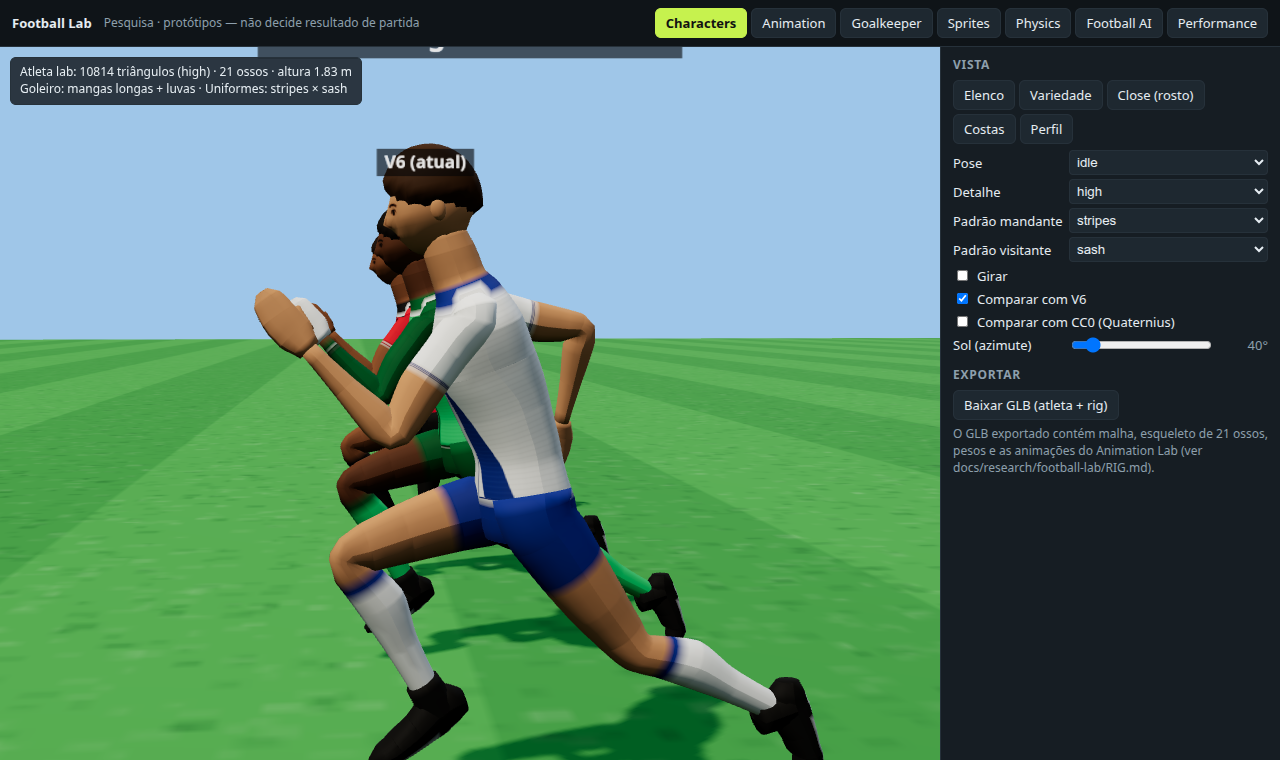 Football Lab
Pesquisa · protótipos — não decide resultado de partida
Characters
Animation
Goalkeeper
Sprites
Physics
Football AI
Performance
Atleta lab: 10814 triângulos (high) · 21 ossos · altura 1.83 m
Goleiro: mangas longas + luvas · Uniformes: stripes × sash
V6 (atual)
VISTA
Elenco
Variedade
Close (rosto)
Costas
Perfil
Pose
idle
Detalhe
high
Padrão mandante
stripes
Padrão visitante
sash
Girar
Comparar com V6
Comparar com CC0 (Quaternius)
Sol (azimute)
40°
EXPORTAR
Baixar GLB (atleta + rig)
O GLB exportado contém malha, esqueleto de 21 ossos,
pesos e as animações do Animation Lab (ver
docs/research/football-lab/RIG.md).